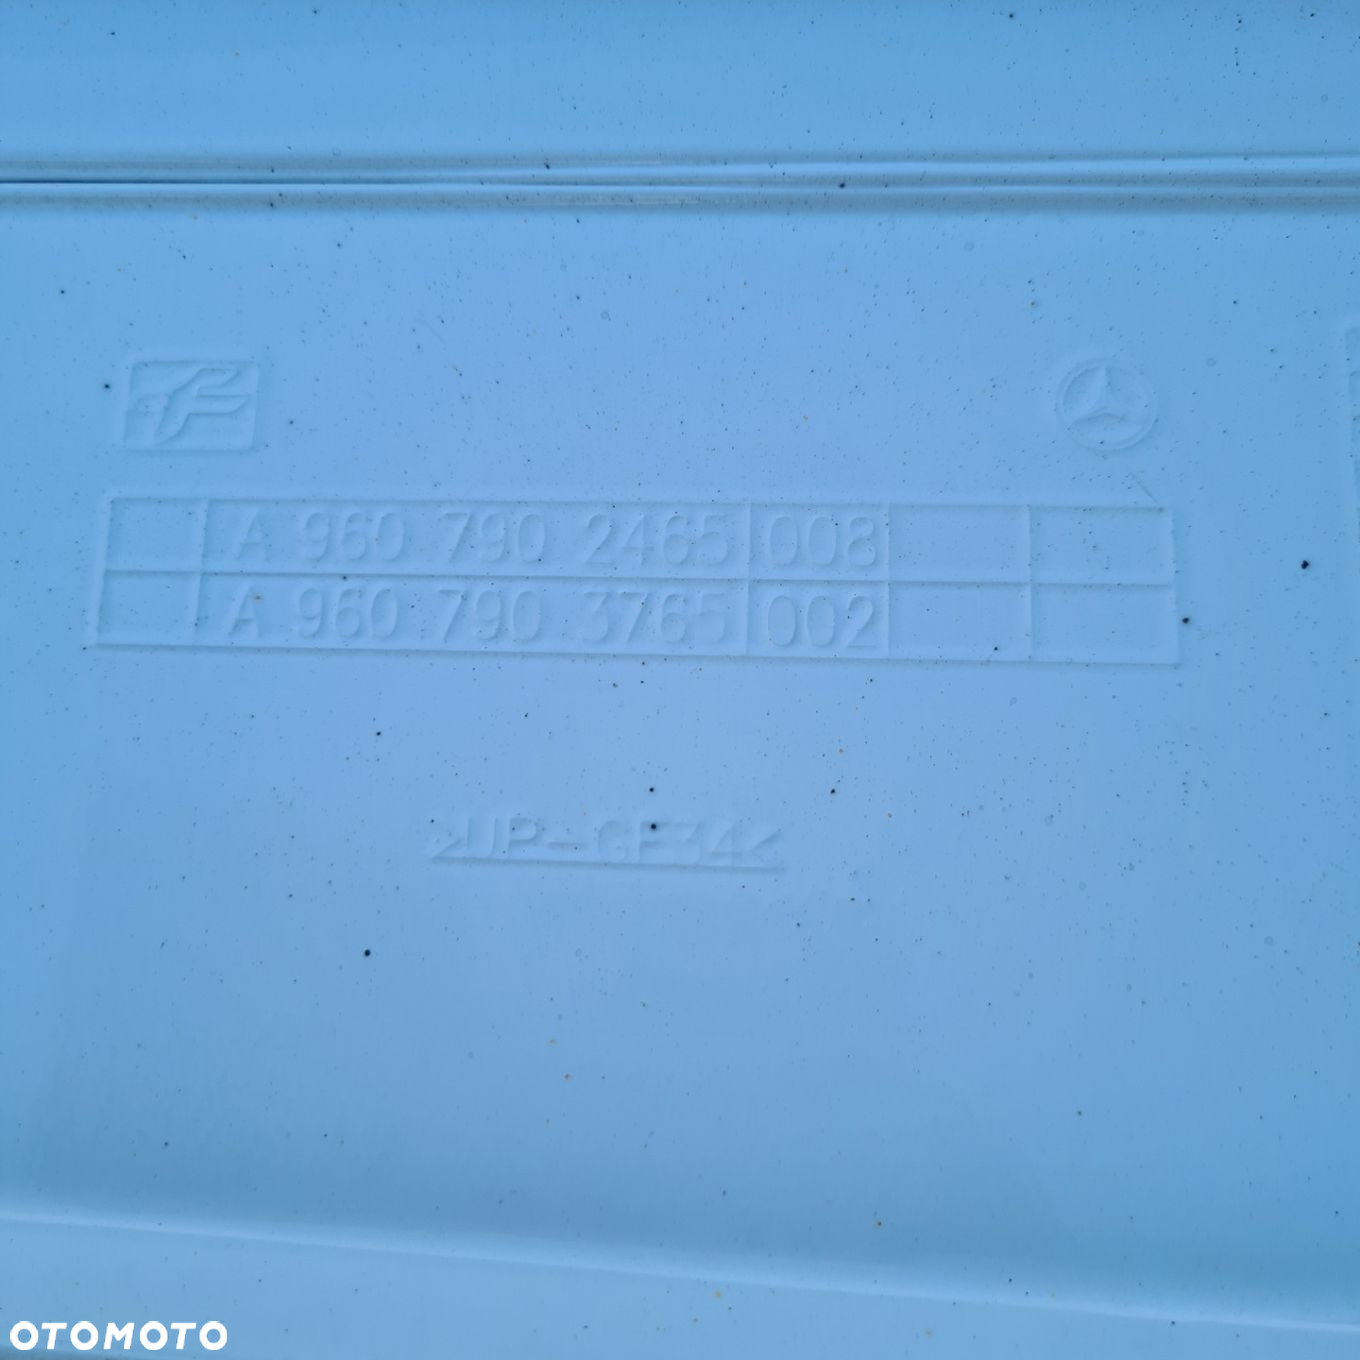 A 960 790 2465 008
A 960 790 3765 002
>UP-GF34<
OTOMOTO